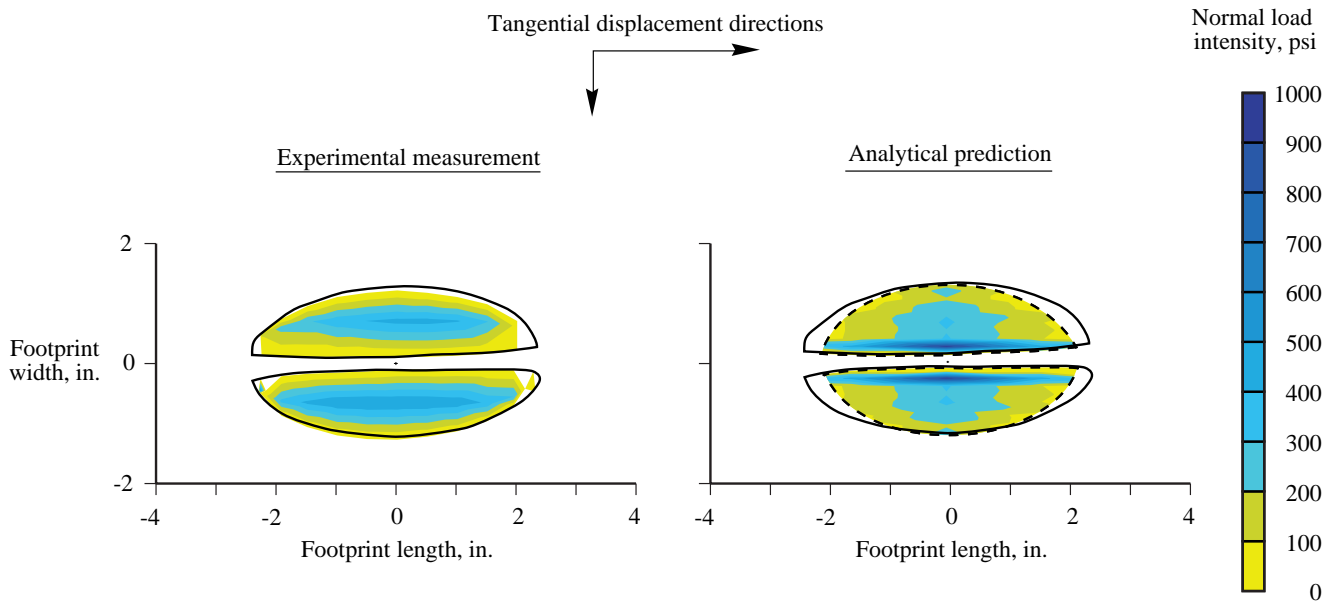 Tangential displacement directions
Normal load
intensity, psi
Experimental measurement
Analytical prediction
1000
900
800
700
600
500
400
300
200
100
0
2
0
-2
Footprint
width, in.
-4
-2
0
2
4
Footprint length, in.
-4
-2
0
2
4
Footprint length, in.